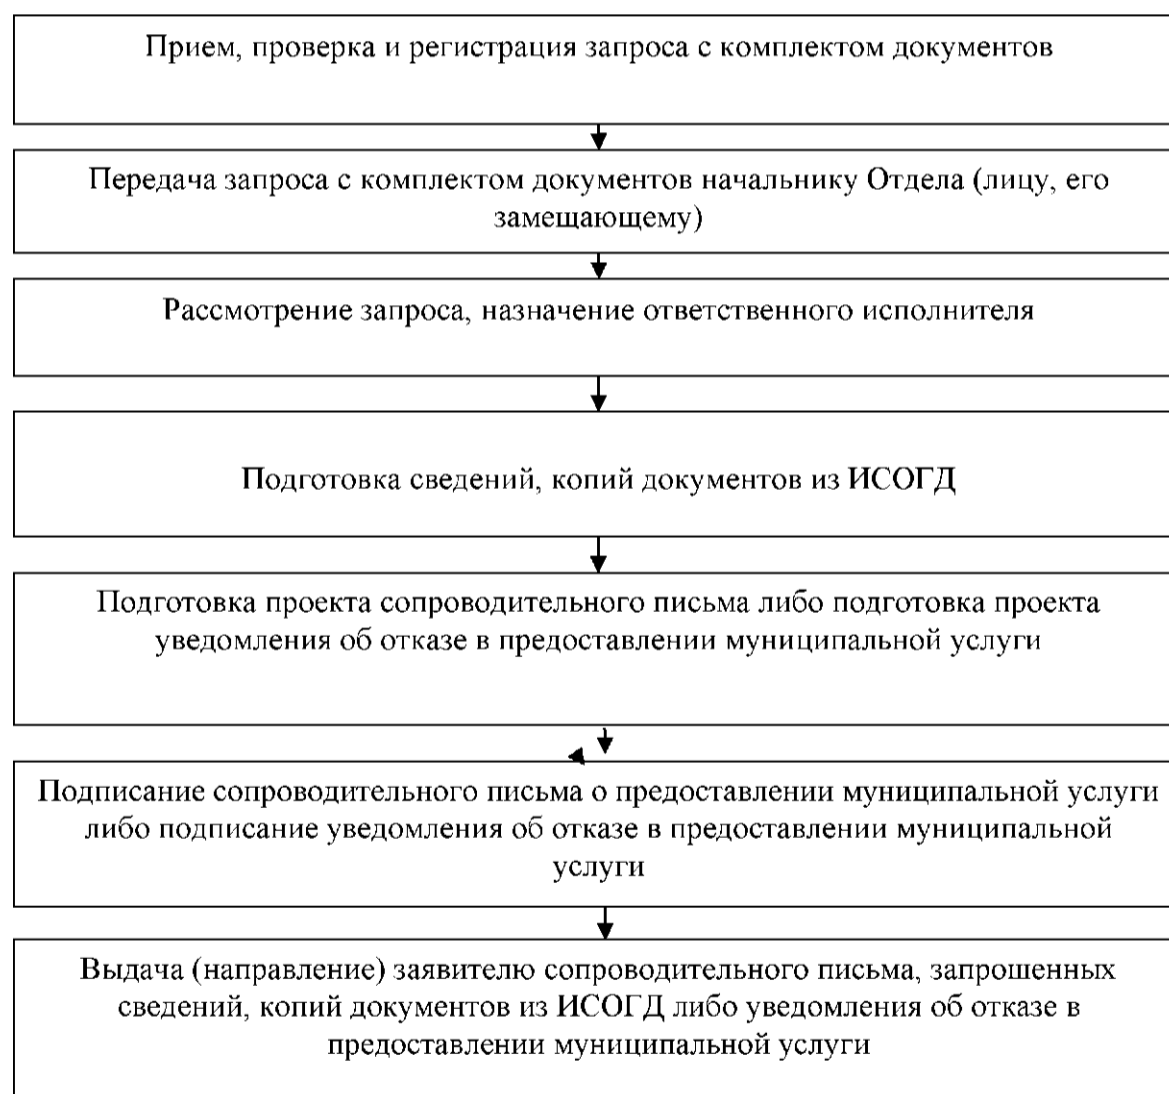 Прием, проверка и регистрация запроса с комплектом документов
Передача запроса с комплектом документов начальнику Отдела (лицу, его
замещающему)
Рассмотрение запроса, назначение ответственного исполнителя
Подготовка сведений, копий документов из ИСОГД
Подготовка проекта сопроводительного письма либо подготовка проекта
уведомления об отказе в предоставлении муниципальной услуги
Подписание сопроводительного письма о предоставлении муниципальной услуги
либо подписание уведомления об отказе в предоставлении муниципальной
услуги
Выдача (направление) заявителю сопроводительного письма, запрошенных
сведений, копий документов из ИСОГД либо уведомления об отказе в
предоставлении муниципальной услуги